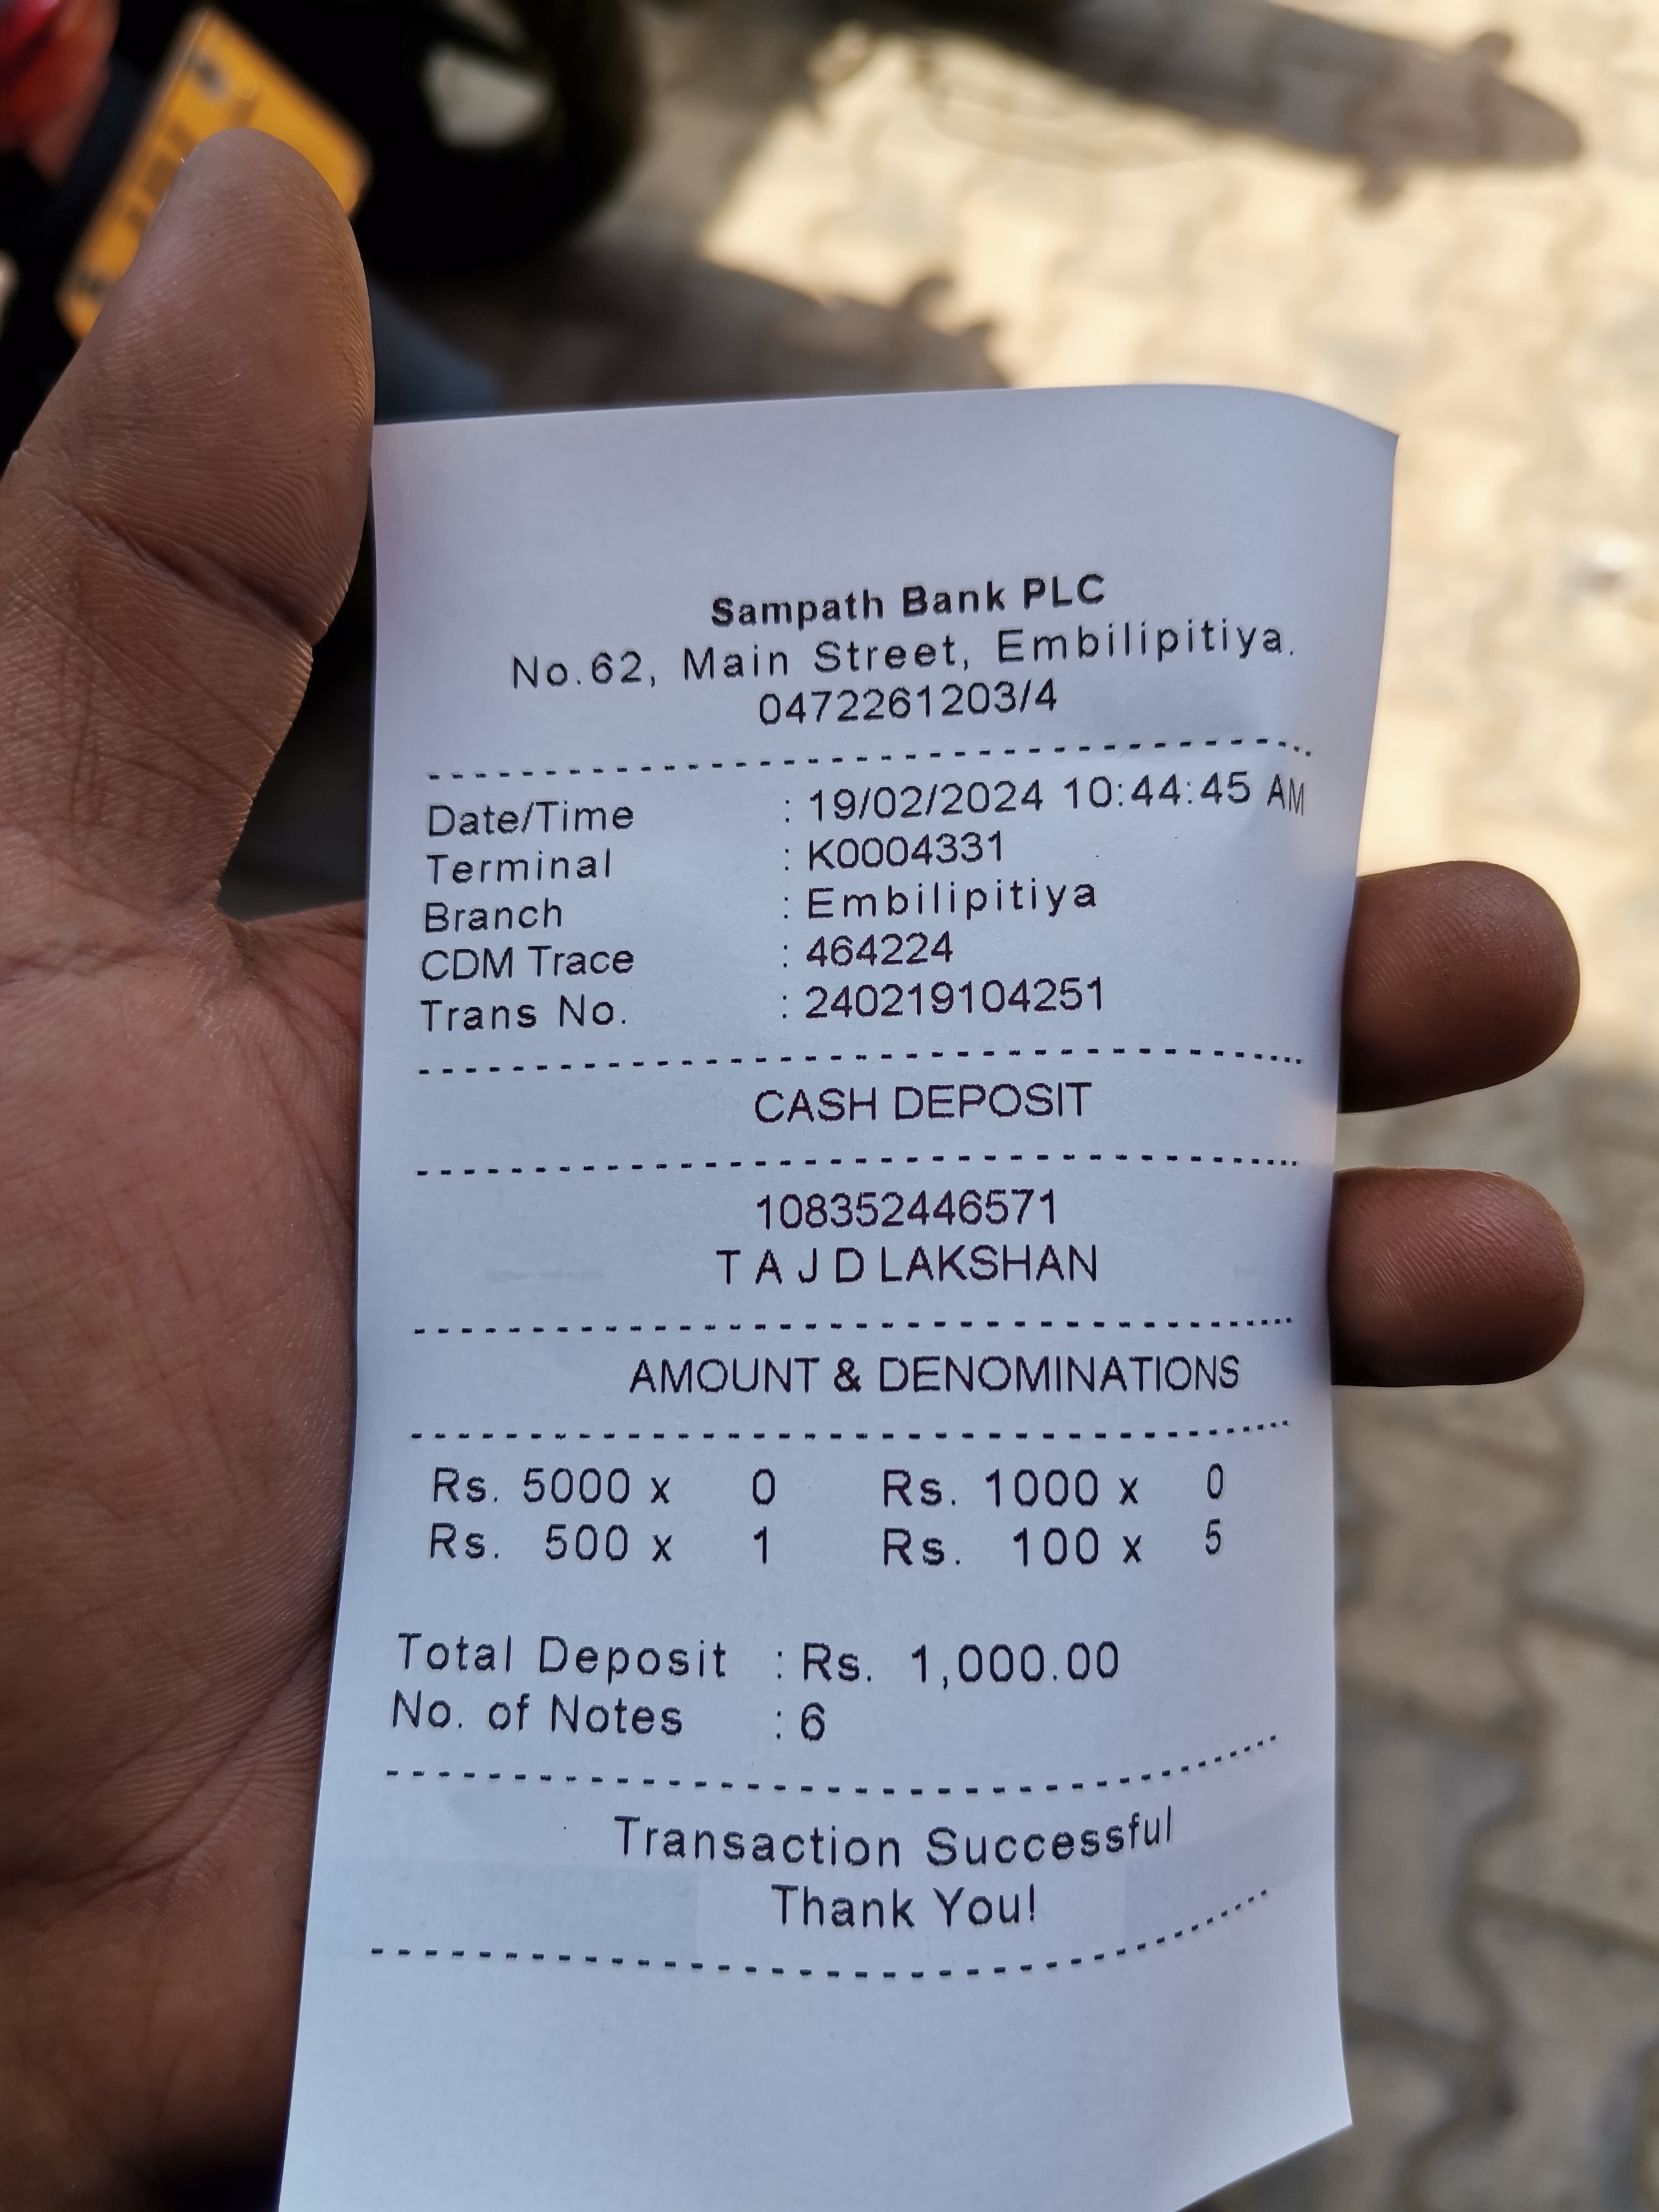 Sampath Bank PLC
No.62, Main Street, Embilipitiya.
0472261203/4
Date/Time : 19/02/2024 10:44:45 AM
Terminal : K0004331
Branch : Embilipitiya
CDM Trace : 464224
Trans No. : 240219104251
CASH DEPOSIT
108352446571
T A J D LAKSHAN
AMOUNT & DENOMINATIONS
Rs. 5000 x 0 Rs. 1000 x 0
Rs. 500 x 1 Rs. 100 x 5
Total Deposit : Rs. 1,000.00
No. of Notes : 6
Transaction Successful
Thank You!